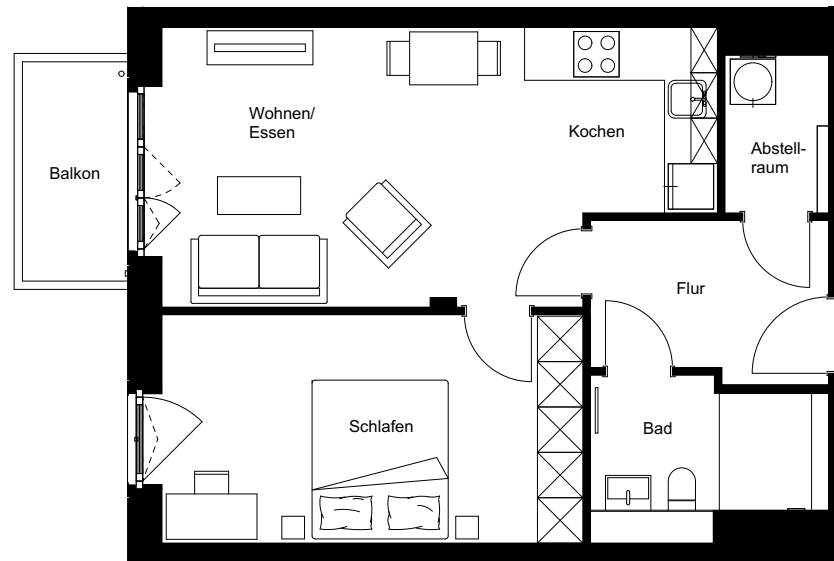 Wohnen/
Essen
Kochen
Balkon
Abstell-
raum
Flur
Schlafen
Bad